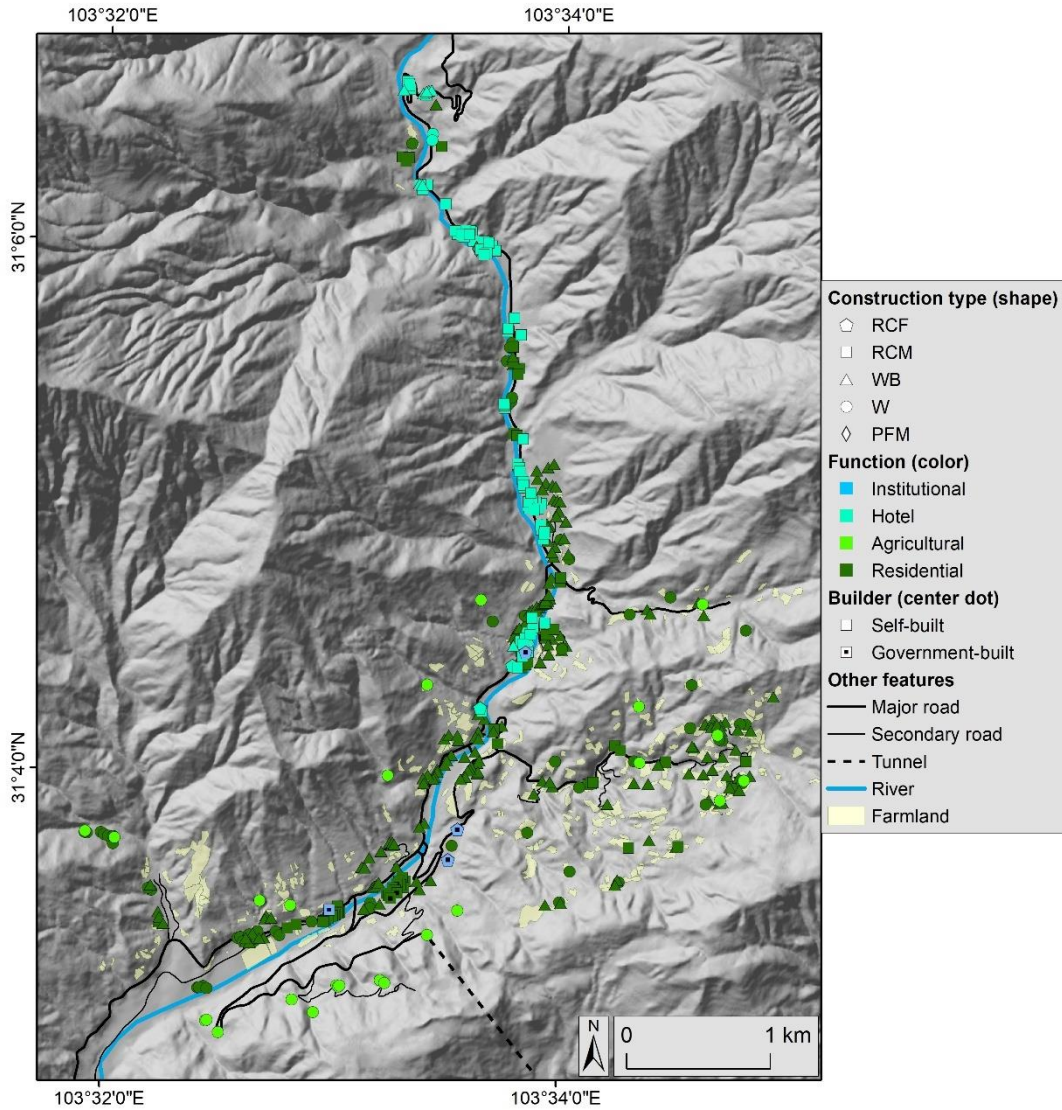 103°32'0"E 103°34'0"E
31°6'0"N
31°4'0"N
Construction type (shape)
RCF
RCM
WB
W
PFM
Function (color)
Institutional
Hotel
Agricultural
Residential
Builder (center dot)
Self-built
Government-built
Other features
Major road
Secondary road
Tunnel
River
Farmland
N
0 1 km
103°32'0"E 103°34'0"E